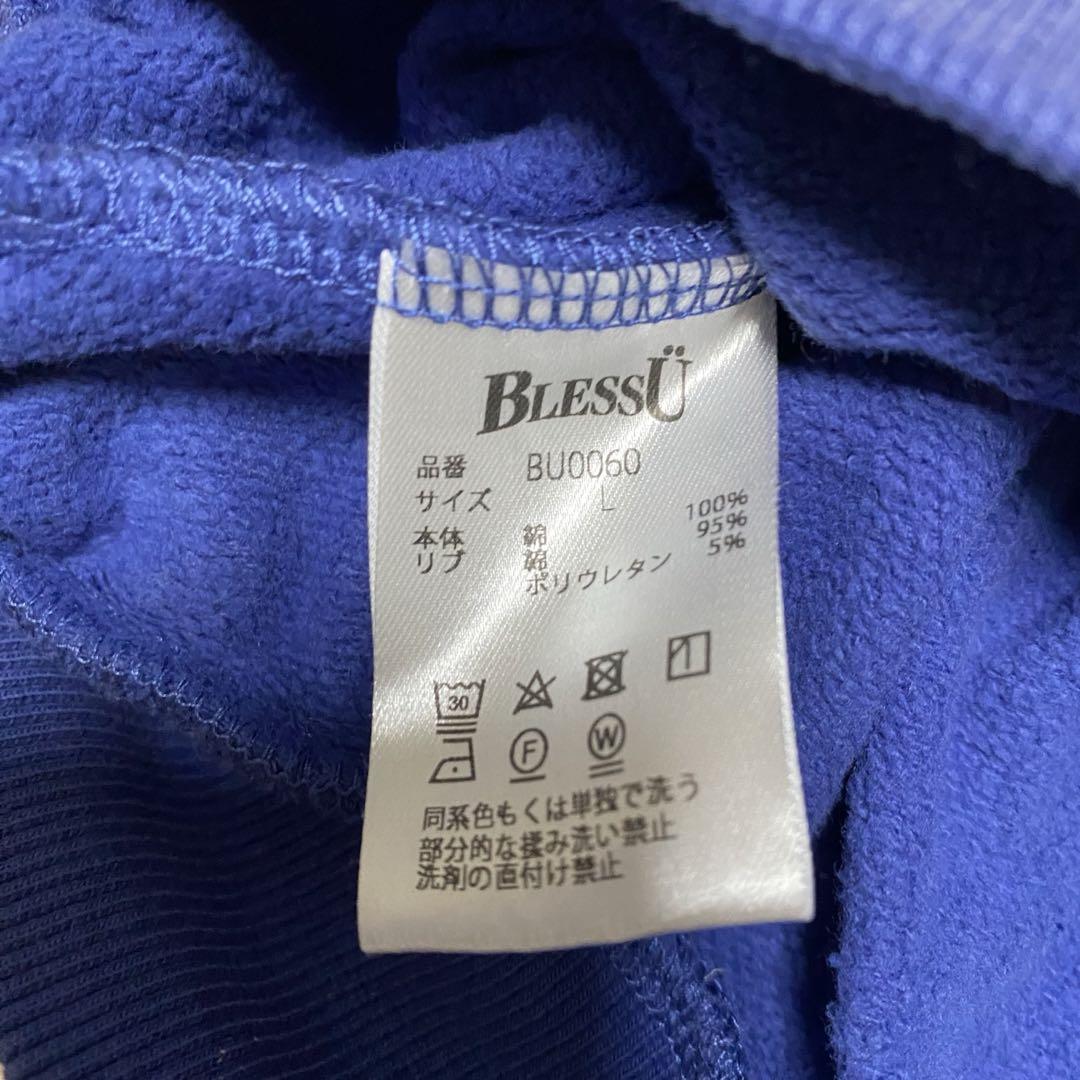 BLESSÜ
品番 BU0060
サイズ L
本体 綿 100%
リブ 綿 95%
ポリウレタン 5%
30
F W
同系色もくは単独で洗う
部分的な揉み洗い禁止
洗剤の直付け禁止